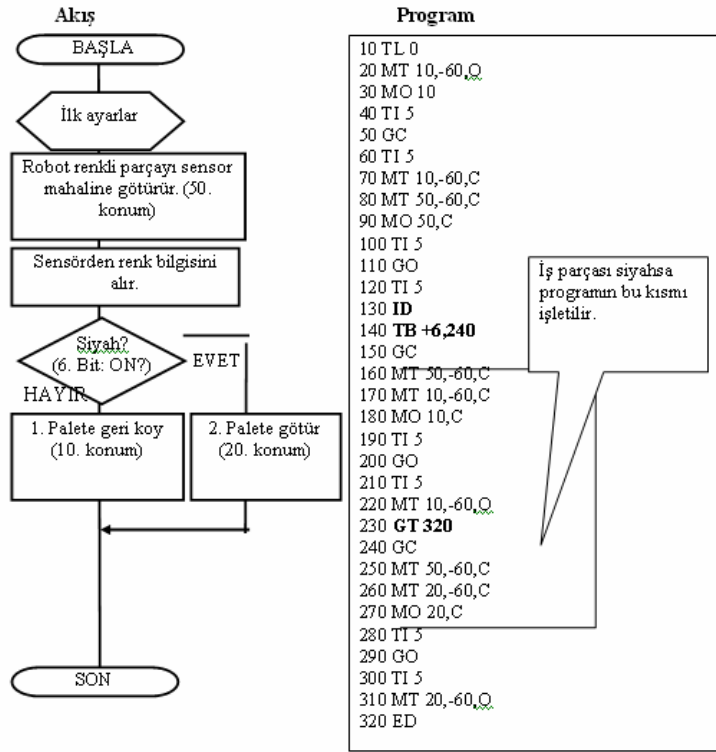 Akış
BAŞLA
İlk ayarlar
Robot renkli parçayı sensor
mahaline götürür. (50.
konum)
Sensörden renk bilgisini
alır.
Siyah?
(6. Bit: ON?)
EVET
HAYIR
1. Palete geri koy
(10. konum)
2. Palete götür
(20. konum)
SON
Program
10 TL 0
20 MT 10,-60,O
30 MO 10
40 TI 5
50 GC
60 TI 5
70 MT 10,-60,C
80 MT 50,-60,C
90 MO 50,C
100 TI 5
110 GO
120 TI 5
130 ID
140 TB +6,240
150 GC
160 MT 50,-60,C
170 MT 10,-60,C
180 MO 10,C
190 TI 5
200 GO
210 TI 5
220 MT 10,-60,O
230 GT 320
240 GC
250 MT 50,-60,C
260 MT 20,-60,C
270 MO 20,C
280 TI 5
290 GO
300 TI 5
310 MT 20,-60,O
320 ED
İş parçası siyahsa
programın bu kısmı
işletilir.